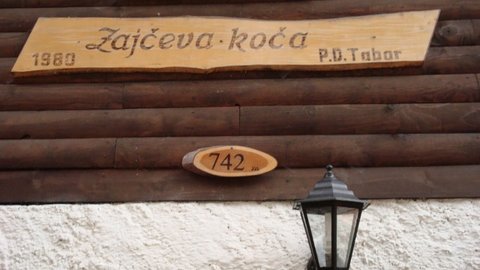 Zajčeva · koča
1980 P.D. Tabor
742 m